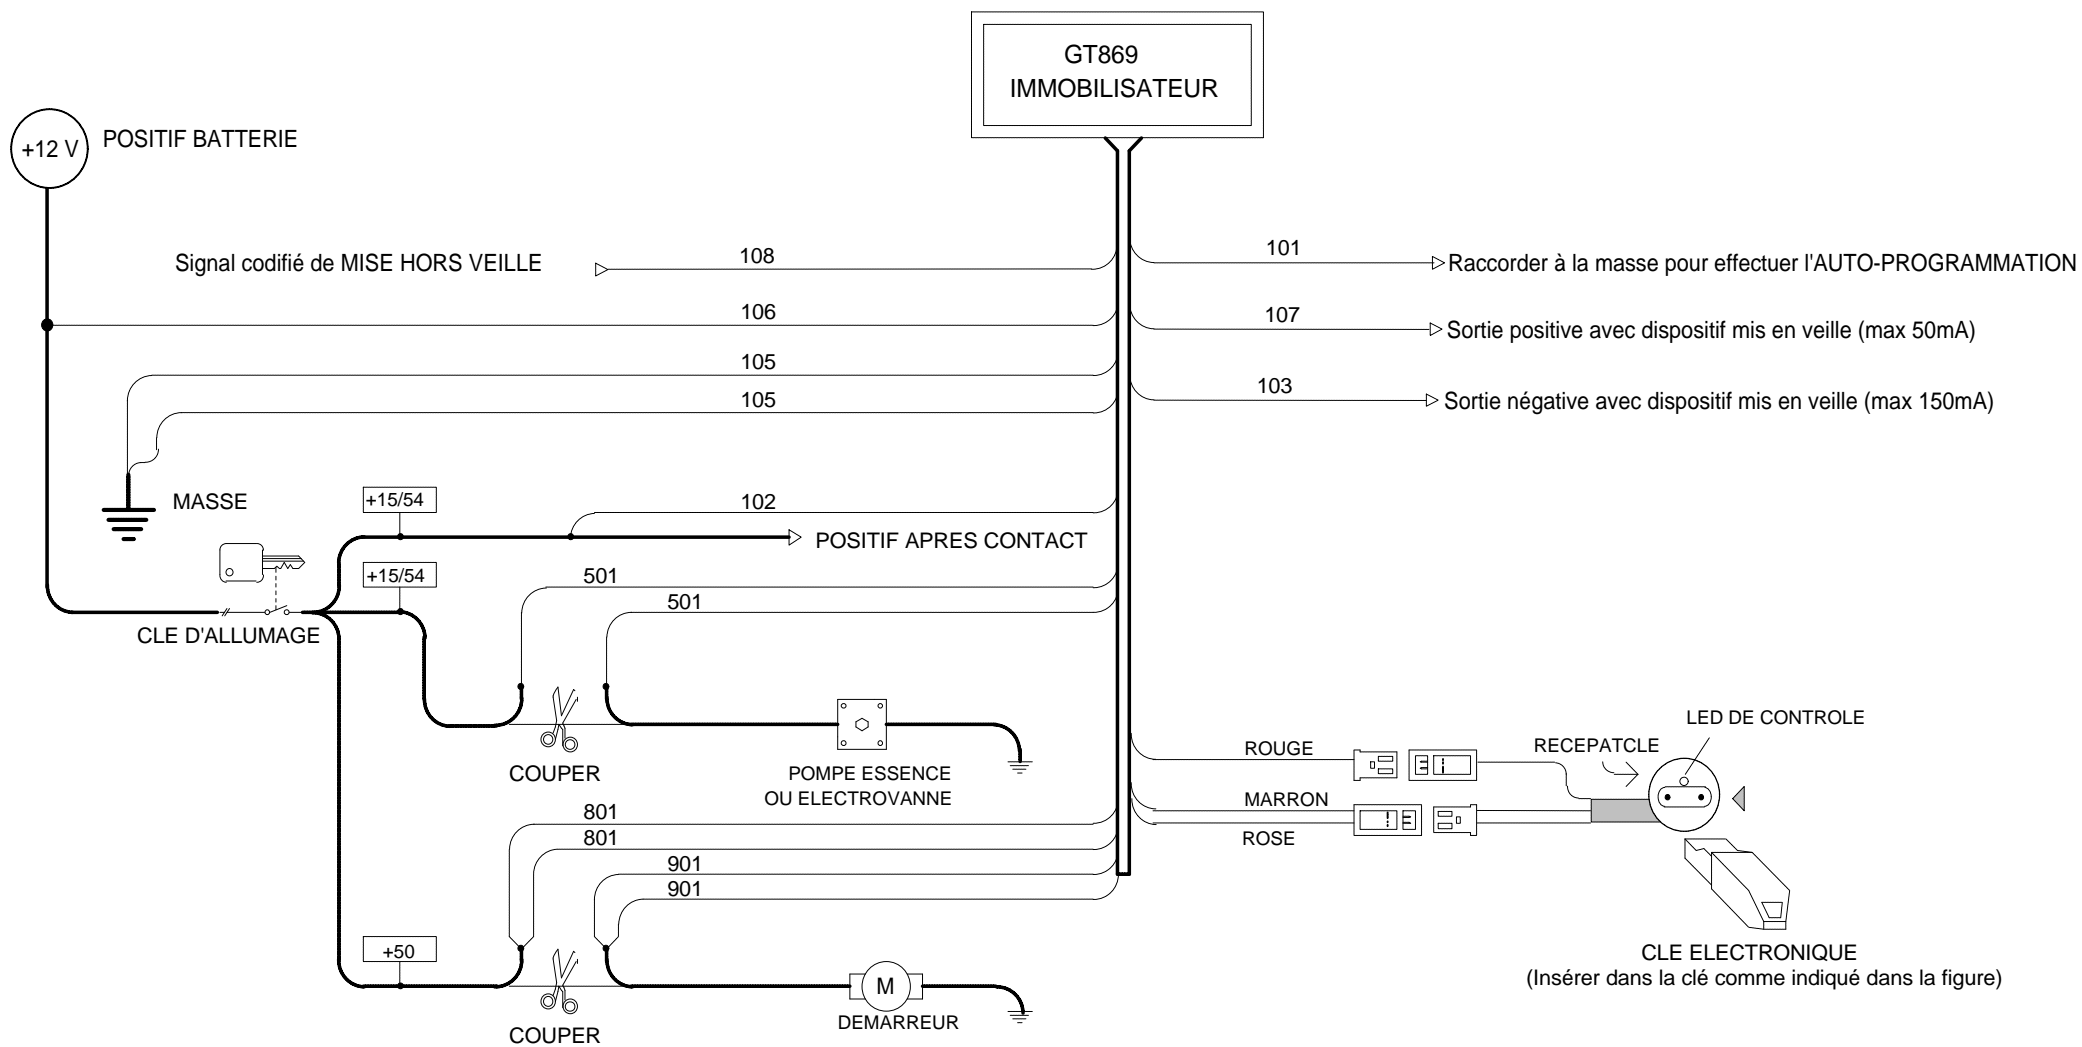 GT869
IMMOBILISATEUR
+12 V
POSITIF BATTERIE
Signal codifié de MISE HORS VEILLE
108
101
Raccorder à la masse pour effectuer l'AUTO-PROGRAMMATION
106
107
Sortie positive avec dispositif mis en veille (max 50mA)
105
105
103
Sortie négative avec dispositif mis en veille (max 150mA)
MASSE
+15/54
102
POSITIF APRES CONTACT
+15/54
501
501
CLE D'ALLUMAGE
COUPER
POMPE ESSENCE
OU ELECTROVANNE
LED DE CONTROLE
RECEPATCLE
ROUGE
MARRON
ROSE
801
801
901
901
+50
COUPER
M
DEMARREUR
CLE ELECTRONIQUE
(Insérer dans la clé comme indiqué dans la figure)